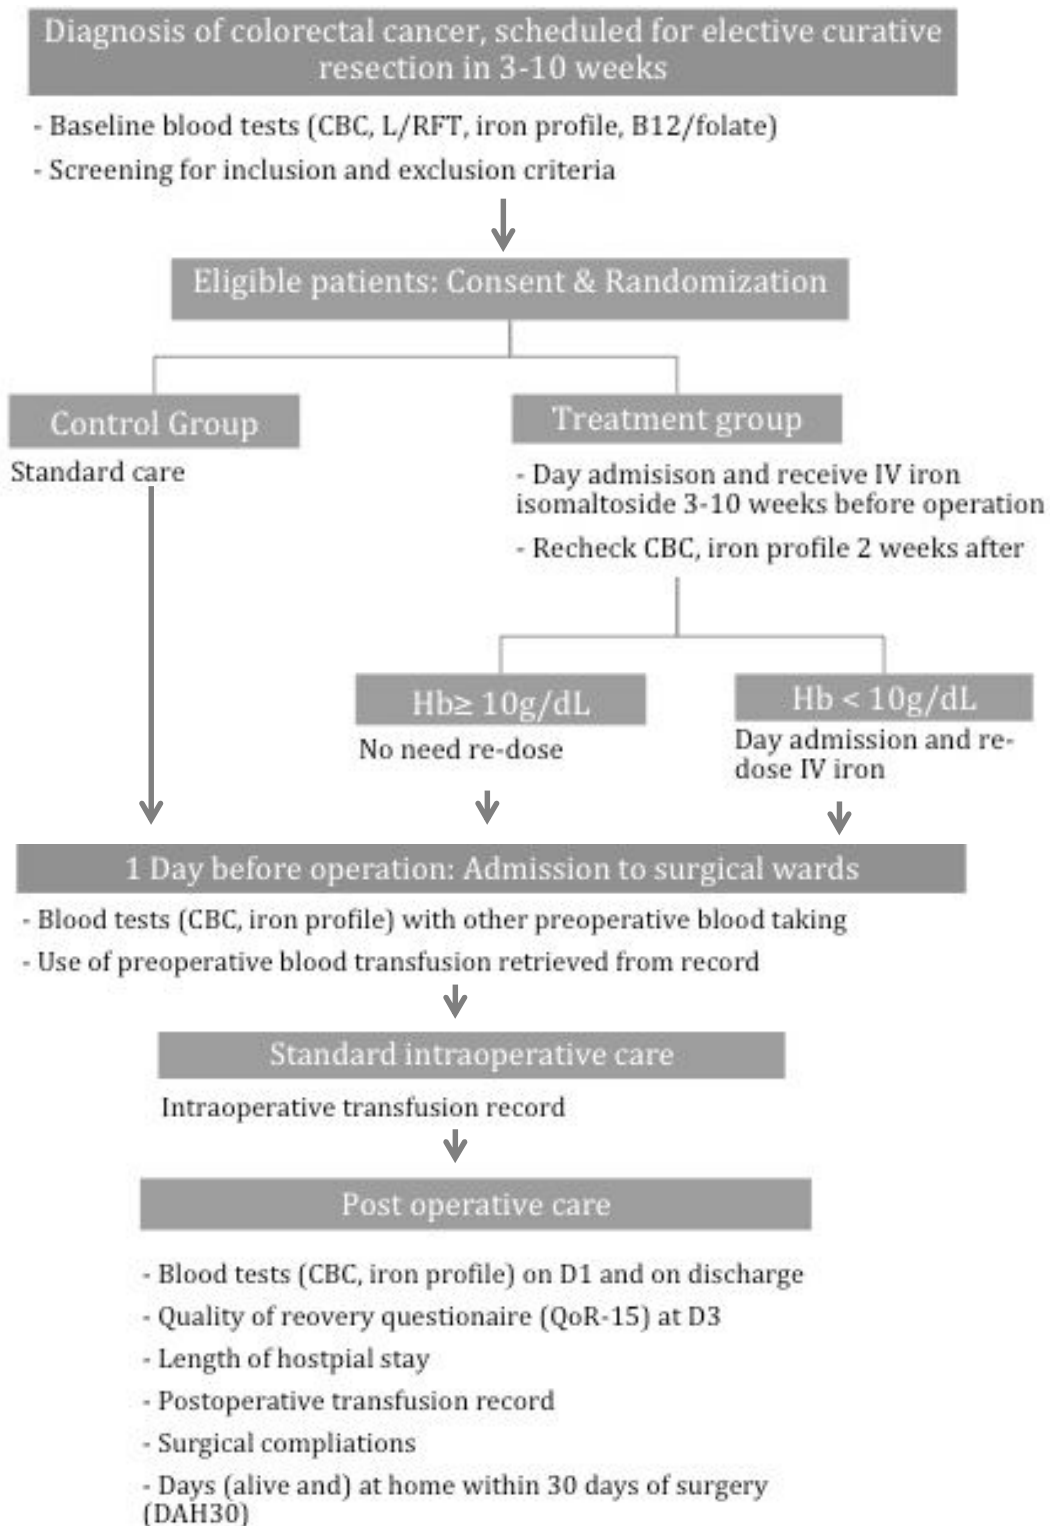 Diagnosis of colorectal cancer, scheduled for elective curative
resection in 3-10 weeks
- Baseline blood tests (CBC, L/RFT, iron profile, B12/folate)
- Screening for inclusion and exclusion criteria
Eligible patients: Consent & Randomization
Control Group
Standard care
Treatment group
- Day admisison and receive IV iron
isomaltoside 3-10 weeks before operation
- Recheck CBC, iron profile 2 weeks after
Hb≥ 10g/dL
No need re-dose
Hb < 10g/dL
Day admission and re-
dose IV iron
1 Day before operation: Admission to surgical wards
- Blood tests (CBC, iron profile) with other preoperative blood taking
- Use of preoperative blood transfusion retrieved from record
Standard intraoperative care
Intraoperative transfusion record
Post operative care
- Blood tests (CBC, iron profile) on D1 and on discharge
- Quality of reovery questionaire (QoR-15) at D3
- Length of hostpial stay
- Postoperative transfusion record
- Surgical compliations
- Days (alive and) at home within 30 days of surgery
(DAH30)